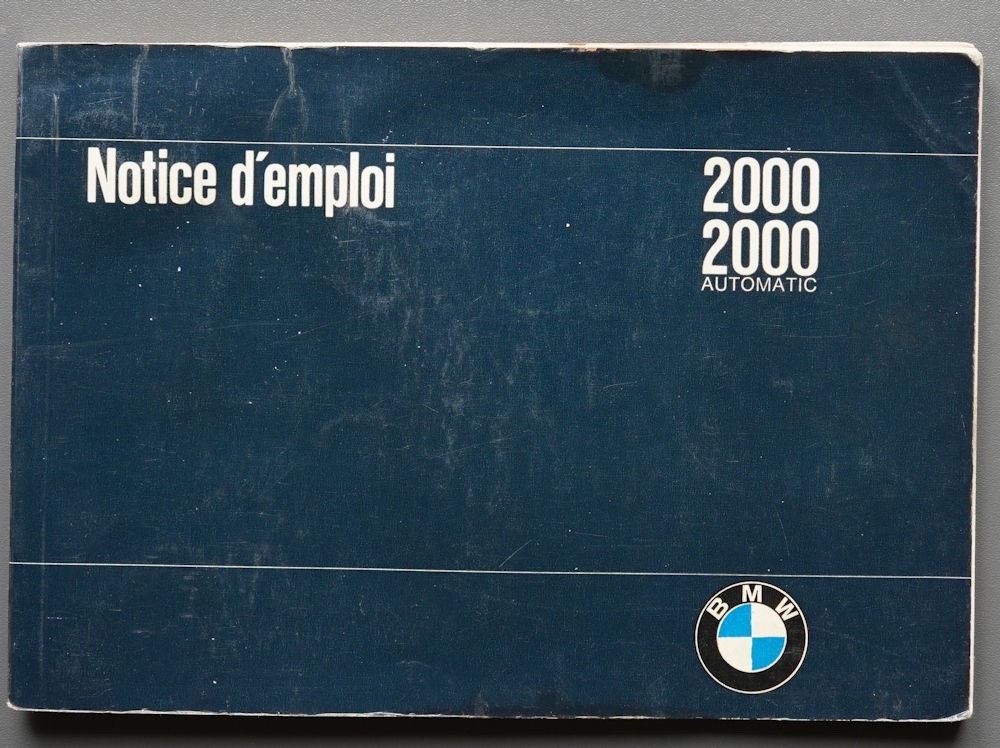 Notice d´emploi
2000
2000
AUTOMATIC
BMW